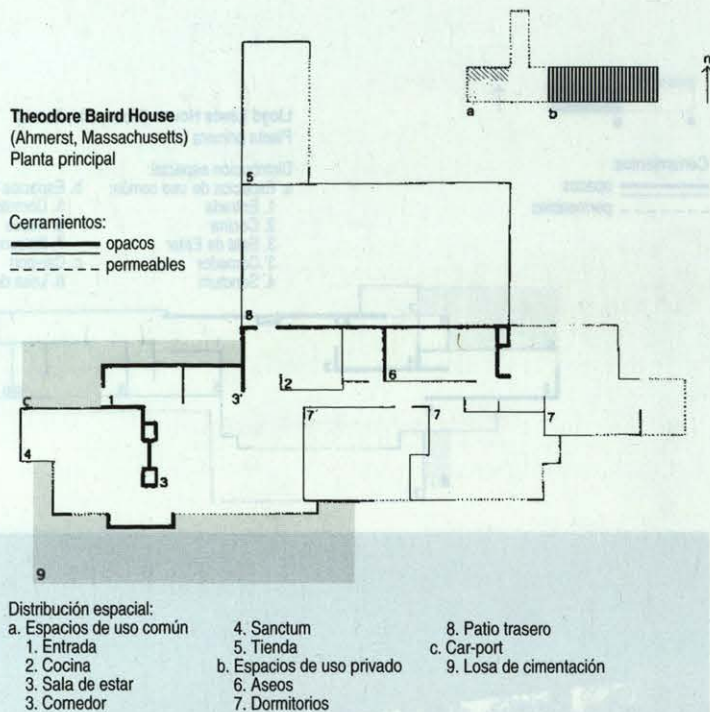 Theodore Baird House
(Ahmerst, Massachusetts)
Planta principal
Cerramientos:
opacos
permeables
n
a
b
5
8
1
2
3'
6
C
7'
7
7
4
3
9
Distribución espacial:
a. Espacios de uso común
1. Entrada
2. Cocina
3. Sala de estar
3. Comedor
4. Sanctum
5. Tienda
b. Espacios de uso privado
6. Aseos
7. Dormitorios
8. Patio trasero
c. Car-port
9. Losa de cimentación